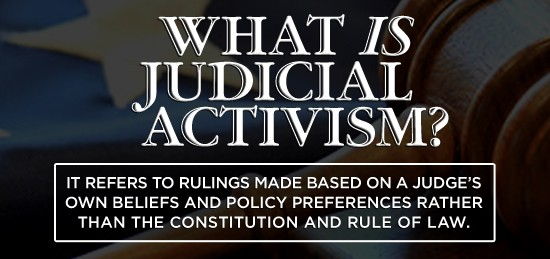 WHAT IS
JUDICIAL
ACTIVISM?
IT REFERS TO RULINGS MADE BASED ON A JUDGE'S
OWN BELIEFS AND POLICY PREFERENCES RATHER
THAN THE CONSTITUTION AND RULE OF LAW.